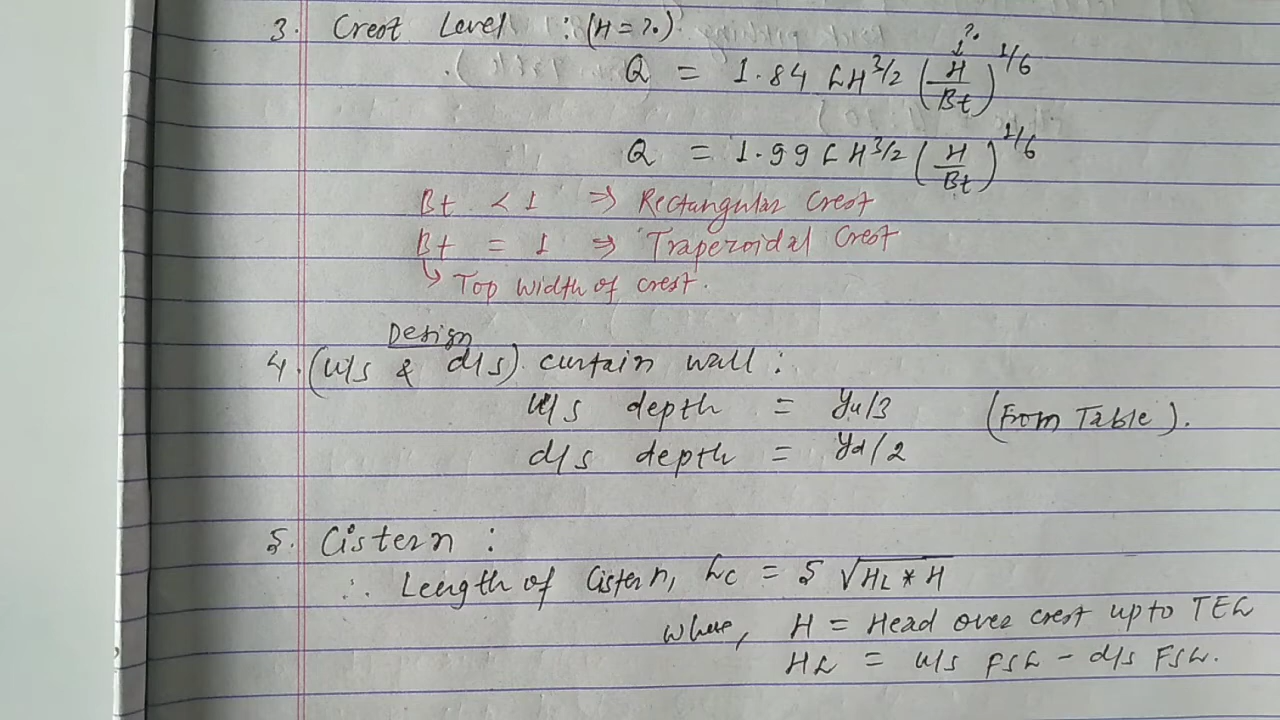 3. Crest Level : (H = ?.)
?.
Q = 1.84 LH^3/2 (H/Bt)^1/6
Q = 1.99 LH^3/2 (H/Bt)^1/6
Bt < 1 ⇒ Rectangular Crest
Bt = 1 ⇒ Trapezoidal Crest
↳ Top width of crest.
Design
4. (u/s & d/s) curtain wall :
u/s depth = Yu/3 (From Table).
d/s depth = Yd/2
5. Cistern :
∴ Length of Cistern, Lc = 5 √HL * H
where, H = Head over crest upto TEL
HL = u/s FSL - d/s FSL.